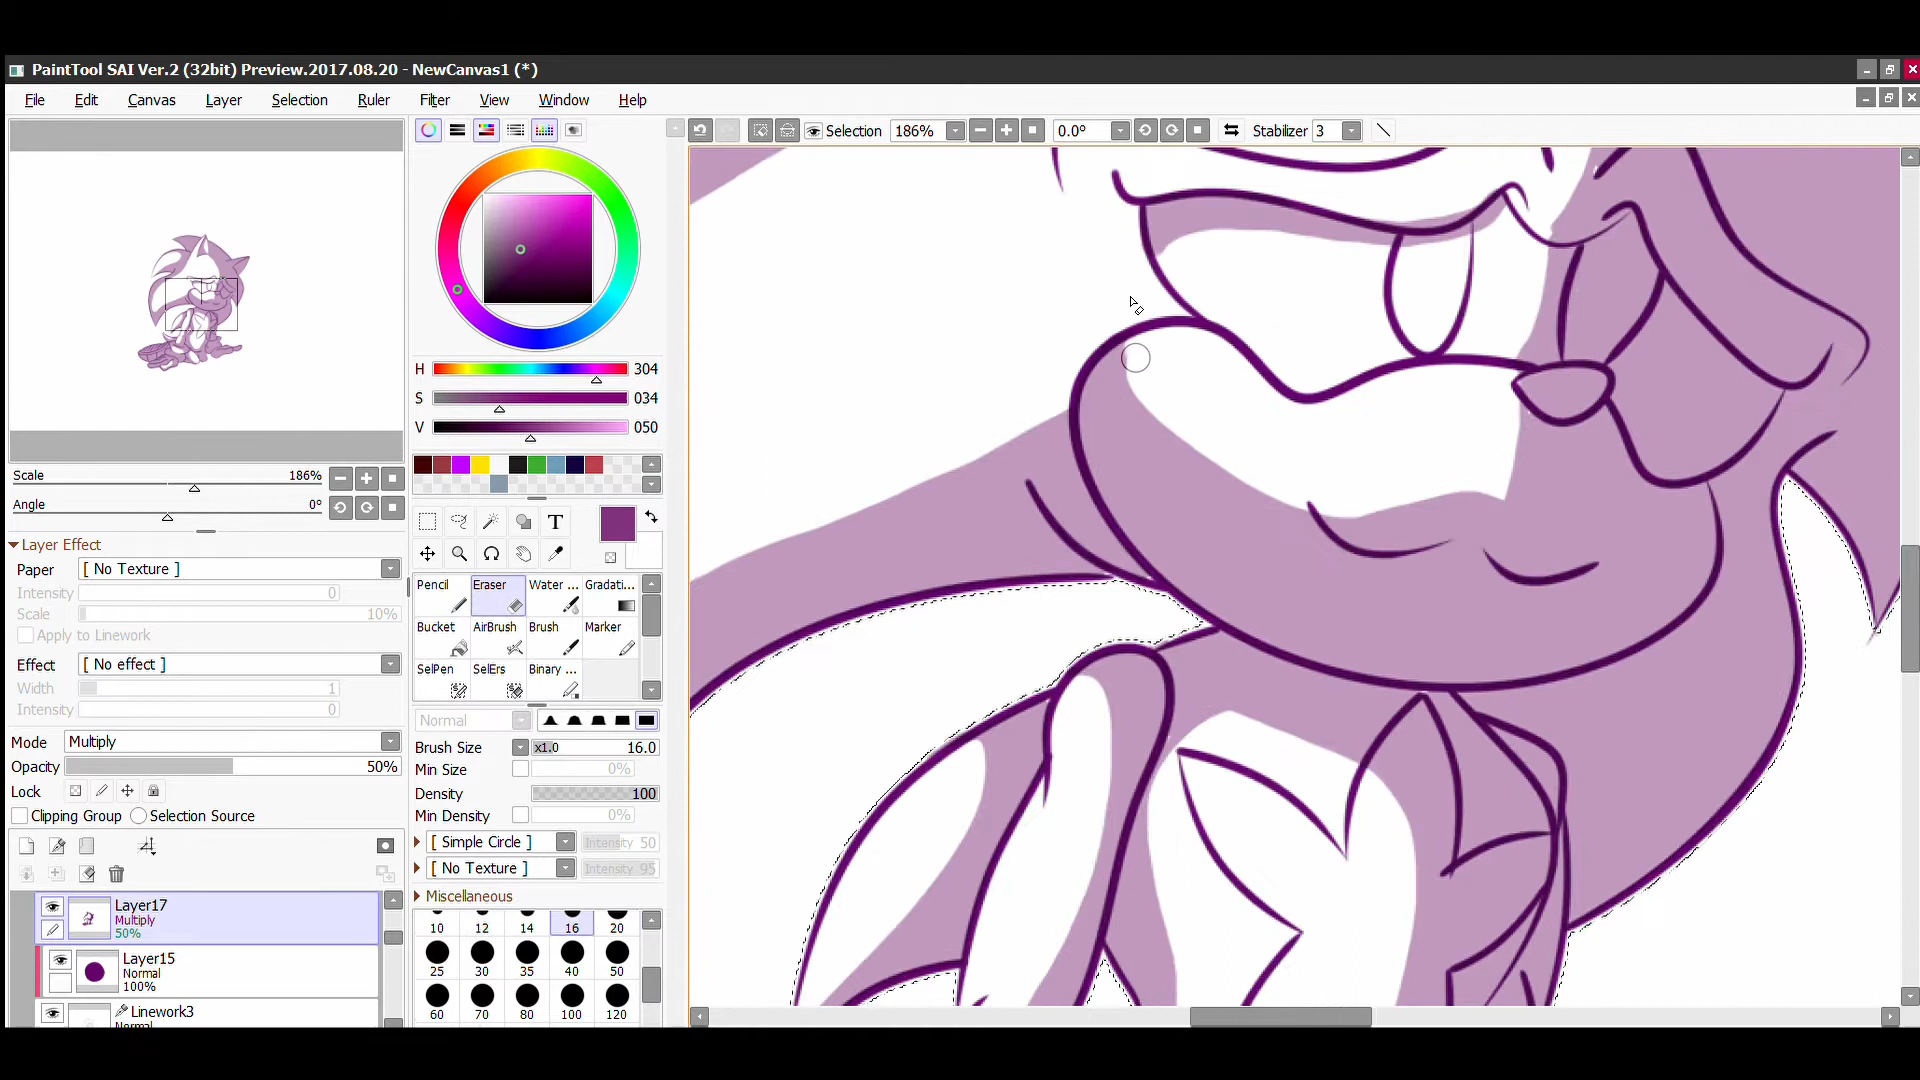 PaintTool SAI Ver.2 (32bit) Preview.2017.08.20 - NewCanvas1 (*)
File Edit Canvas Layer Selection Ruler Filter View Window Help
Selection 186% 0.0º Stabilizer 3
H 304
S 034
V 050
Scale 186%
Angle 0°
Layer Effect
Paper [ No Texture ]
Intensity 0
Scale 10%
Apply to Linework
Effect [ No effect ]
Width 1
Intensity 0
Mode Multiply
Opacity 50%
Lock
Clipping Group Selection Source
Layer17
Multiply
50%
Layer15
Normal
100%
Linework3
Normal
T
Pencil Eraser Water ... Gradati...
Bucket AirBrush Brush Marker
SelPen SelErs Binary ...
Normal
Brush Size x1.0 16.0
Min Size 0%
Density 100
Min Density 0%
[ Simple Circle ] Intensity 50
[ No Texture ] Intensity 95
Miscellaneous
10 12 14 16 20
25 30 35 40 50
60 70 80 100 120